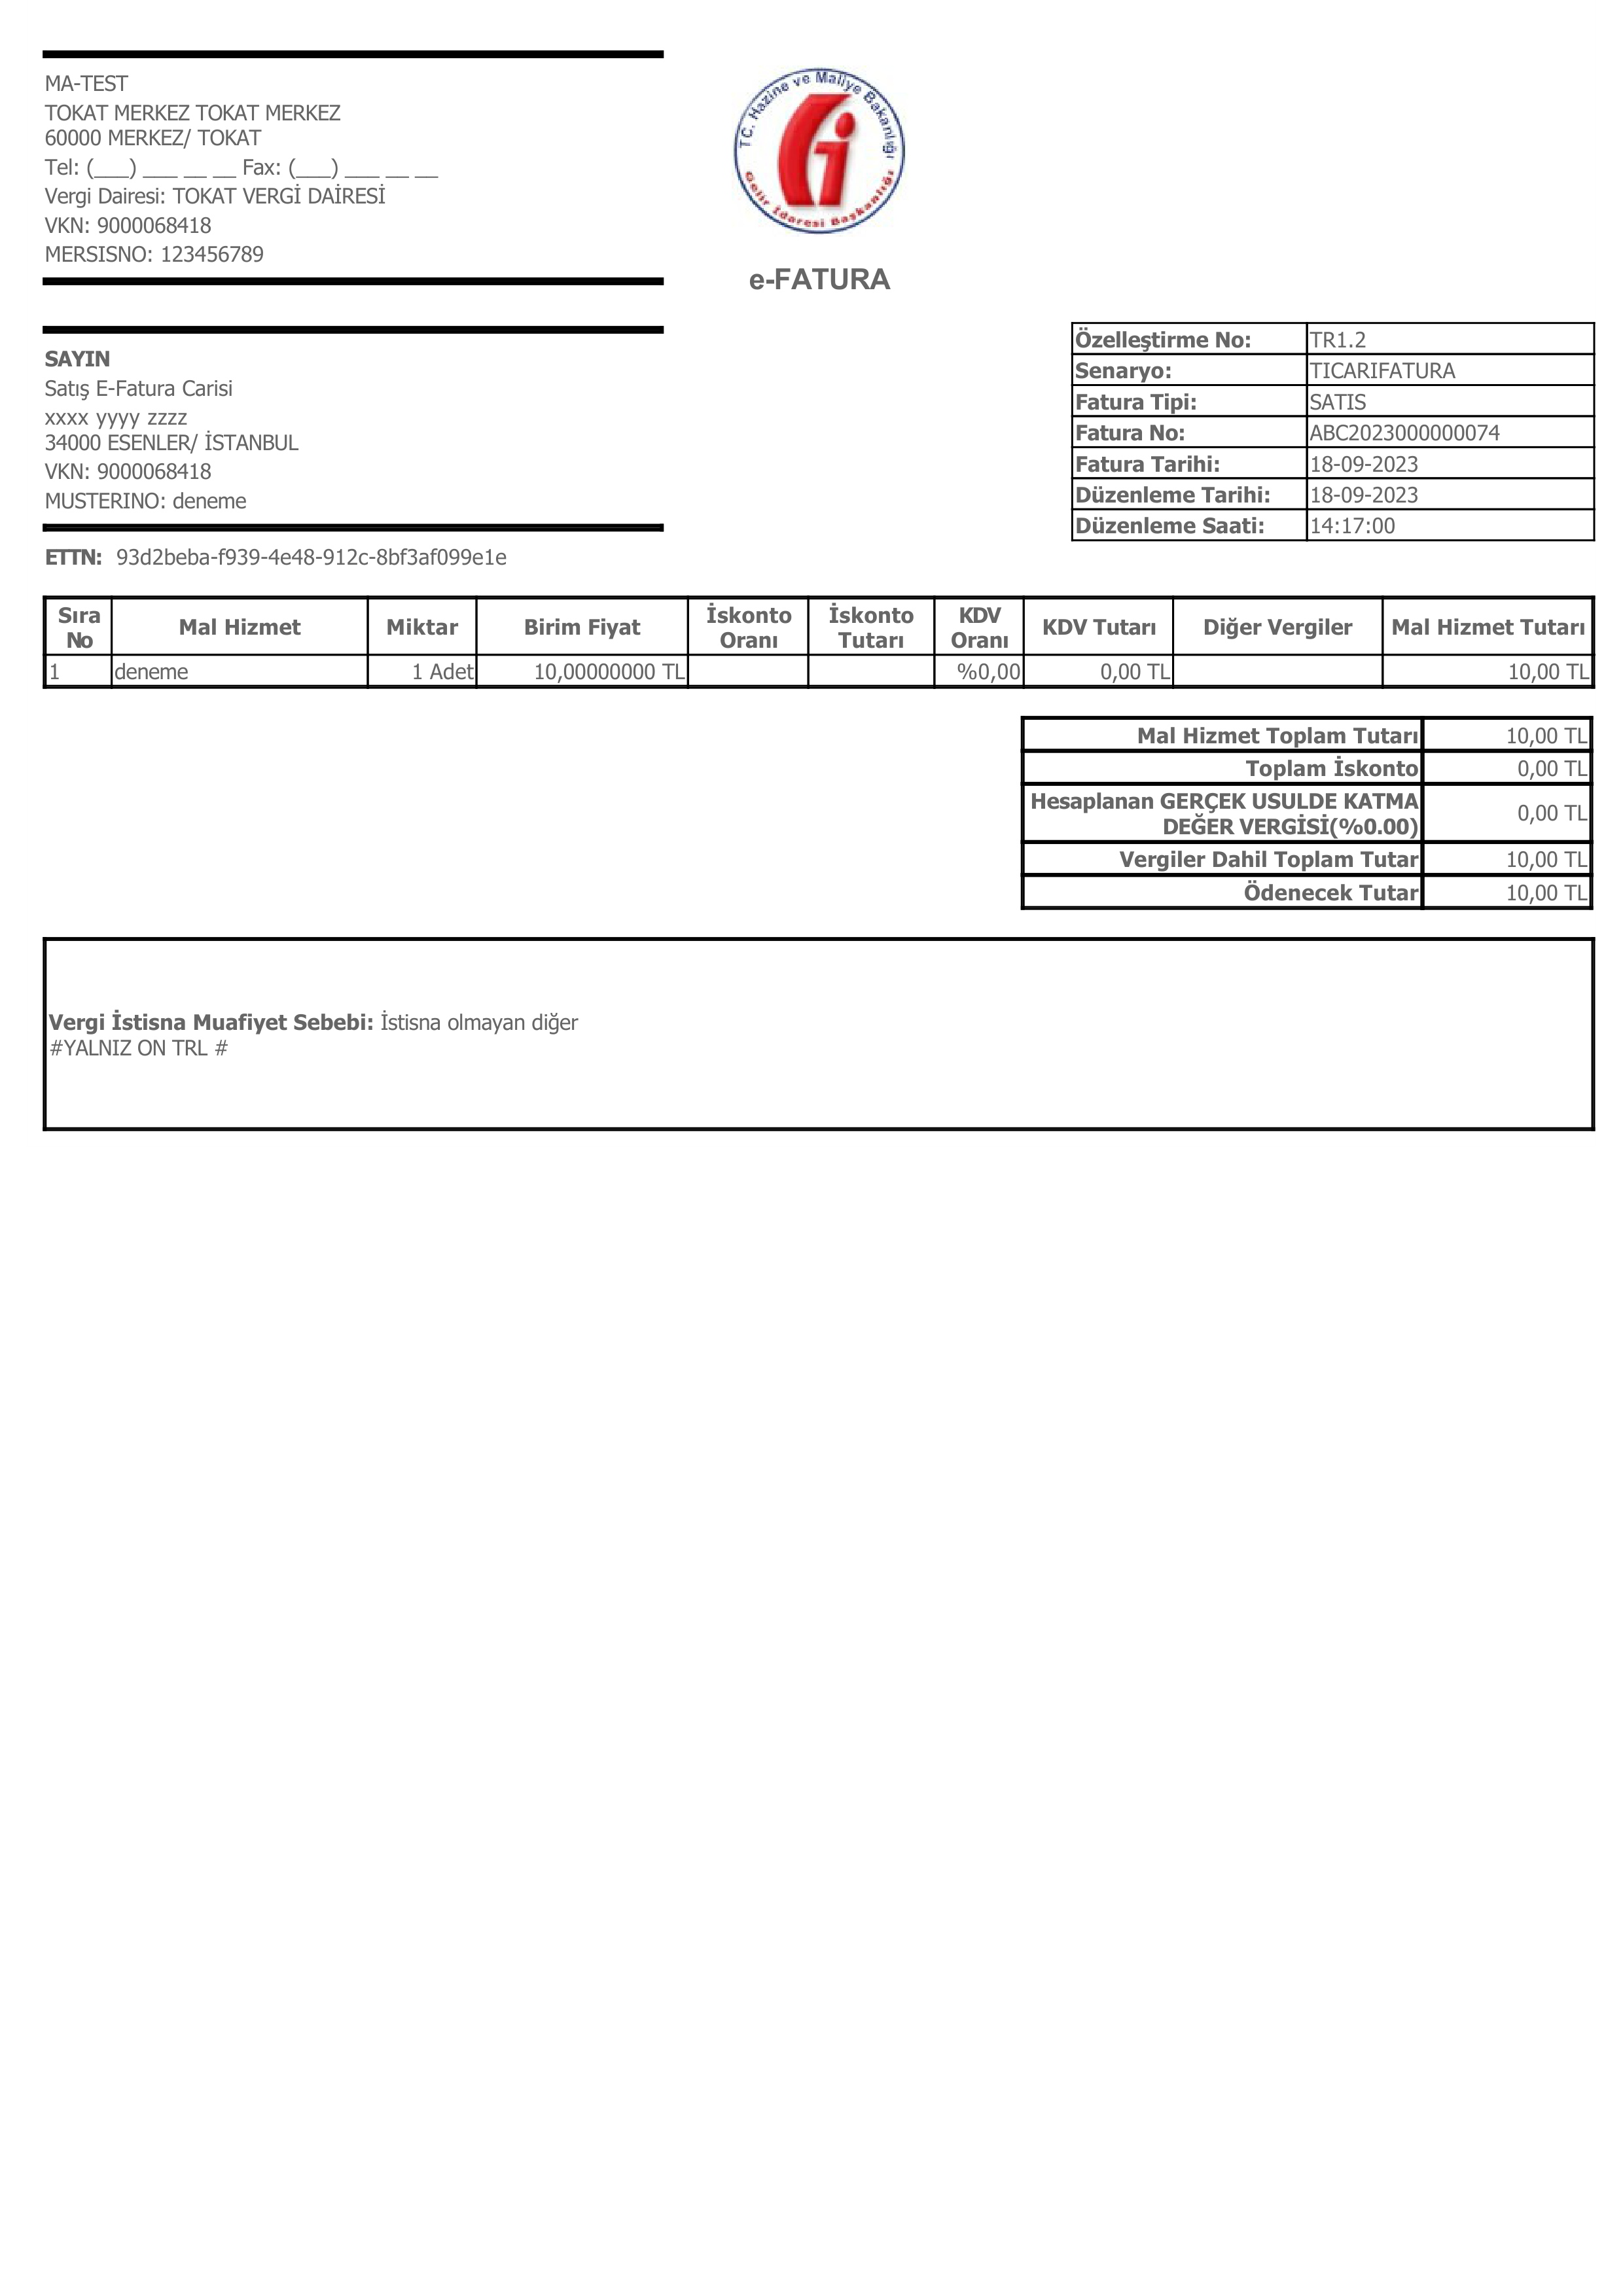 MA-TEST
TOKAT MERKEZ TOKAT MERKEZ
60000 MERKEZ/ TOKAT
Tel: (___) ___ __ __ Fax: (___) ___ __ __
Vergi Dairesi: TOKAT VERGİ DAİRESİ
VKN: 9000068418
MERSISNO: 123456789
T.C. Hazine ve Maliye Bakanlığı
Gelir İdaresi Başkanlığı
e-FATURA
SAYIN
Satış E-Fatura Carisi
xxxx yyyy zzzz
34000 ESENLER/ İSTANBUL
VKN: 9000068418
MUSTERINO: deneme
Özelleştirme No: TR1.2
Senaryo: TICARIFATURA
Fatura Tipi: SATIS
Fatura No: ABC2023000000074
Fatura Tarihi: 18-09-2023
Düzenleme Tarihi: 18-09-2023
Düzenleme Saati: 14:17:00
ETTN: 93d2beba-f939-4e48-912c-8bf3af099e1e
Sıra No Mal Hizmet Miktar Birim Fiyat İskonto Oranı İskonto Tutarı KDV Oranı KDV Tutarı Diğer Vergiler Mal Hizmet Tutarı
1 deneme 1 Adet 10,00000000 TL %0,00 0,00 TL 10,00 TL
Mal Hizmet Toplam Tutarı 10,00 TL
Toplam İskonto 0,00 TL
Hesaplanan GERÇEK USULDE KATMA
DEĞER VERGİSİ(%0.00) 0,00 TL
Vergiler Dahil Toplam Tutar 10,00 TL
Ödenecek Tutar 10,00 TL
Vergi İstisna Muafiyet Sebebi: İstisna olmayan diğer
#YALNIZ ON TRL #